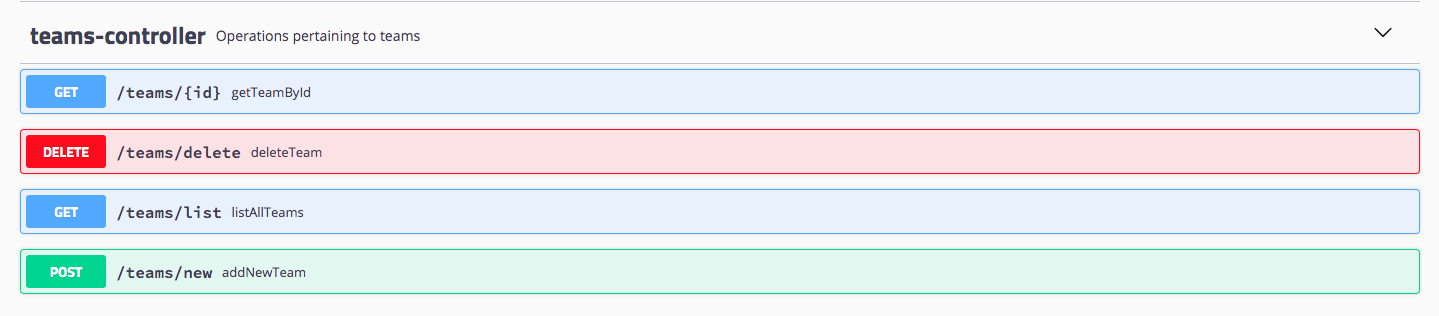 teams-controller Operations pertaining to teams
GET /teams/{id} getTeamById
DELETE /teams/delete deleteTeam
GET /teams/list listAllTeams
POST /teams/new addNewTeam